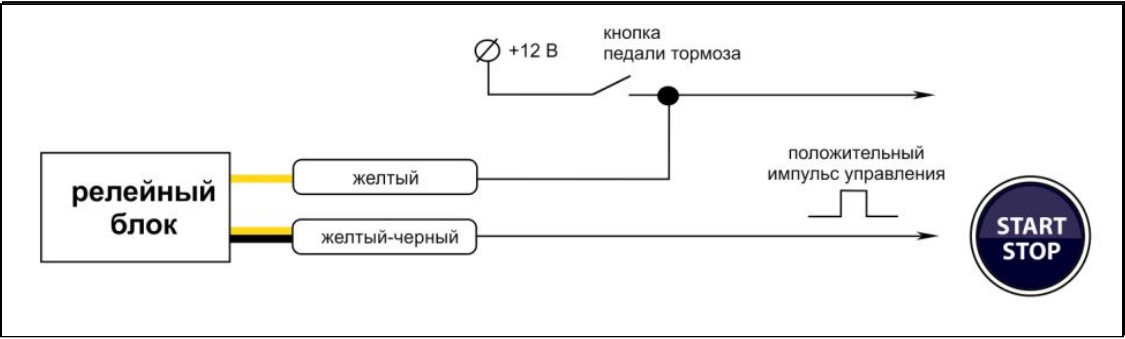 кнопка
педали тормоза
+12 В
релейный
блок
желтый
желтый-черный
положительный
импульс управления
START
STOP